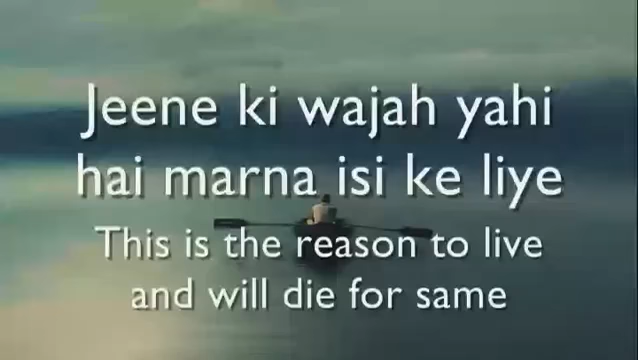 Jeene ki wajah yahi
hai marna isi ke liye
This is the reason to live
and will die for same